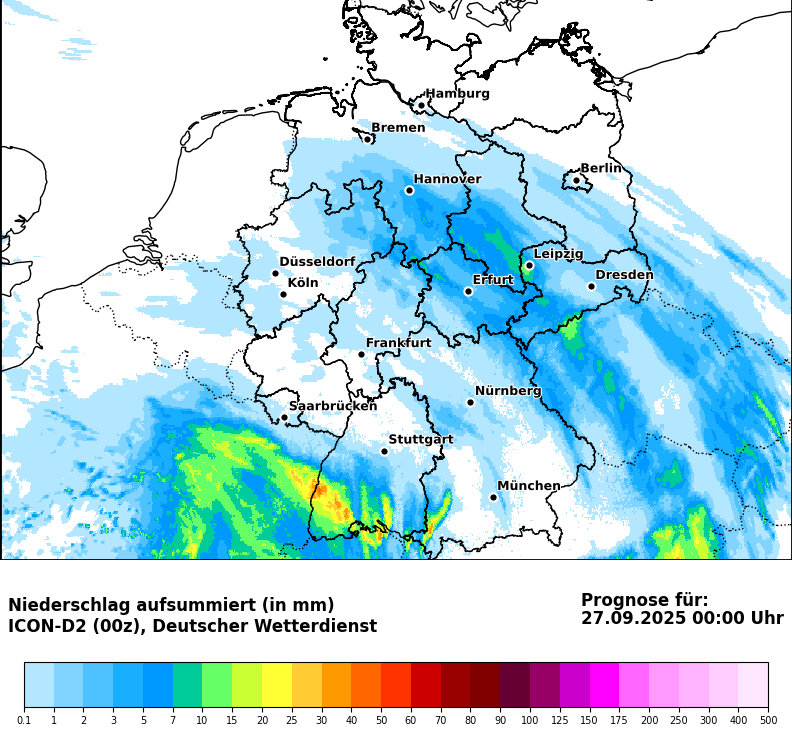 Hamburg
Bremen
Berlin
Hannover
Leipzig
Düsseldorf
Dresden
Köln
Erfurt
Frankfurt
Nürnberg
Saarbrücken
Stuttgart
München
Niederschlag aufsummiert (in mm)
ICON-D2 (00z), Deutscher Wetterdienst
Prognose für:
27.09.2025 00:00 Uhr
0.1 1 2 3 5 7 10 15 20 25 30 40 50 60 70 80 90 100 125 150 175 200 250 300 400 500